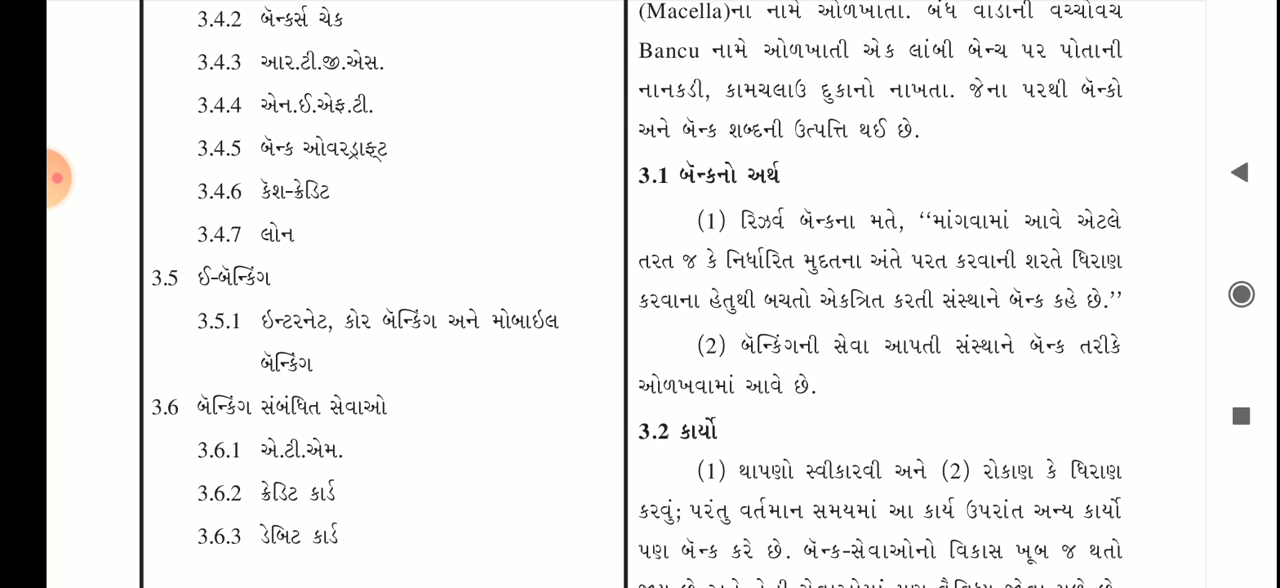 3.4.2 બૅન્કર્સ ચેક
3.4.3 આર.ટી.જી.એસ.
3.4.4 એન.ઈ.એફ.ટી.
3.4.5 બૅન્ક ઓવરડ્રાફ્ટ
3.4.6 કૅશ-ક્રેડિટ
3.4.7 લોન
3.5 ઈ-બૅન્કિંગ
3.5.1 ઇન્ટરનેટ, કોર બૅન્કિંગ અને મોબાઇલ
બૅન્કિંગ
3.6 બૅન્કિંગ સંબંધિત સેવાઓ
3.6.1 એ.ટી.એમ.
3.6.2 ક્રેડિટ કાર્ડ
3.6.3 ડેબિટ કાર્ડ
(Macella)ના નામે ઓળખાતા. બંધ વાડાની વચ્ચોવચ
Bancu નામે ઓળખાતી એક લાંબી બેન્ચ પર પોતાની
નાનકડી, કામચલાઉ દુકાનો નાખતા. જેના પરથી બૅન્કો
અને બૅન્ક શબ્દની ઉત્પત્તિ થઈ છે.
3.1 બૅન્કનો અર્થ
(1) રિઝર્વ બૅન્કના મતે, ‘‘માંગવામાં આવે એટલે
તરત જ કે નિર્ધારિત મુદતના અંતે પરત કરવાની શરતે ધિરાણ
કરવાના હેતુથી બચતો એકત્રિત કરતી સંસ્થાને બૅન્ક કહે છે.’’
(2) બૅન્કિંગની સેવા આપતી સંસ્થાને બૅન્ક તરીકે
ઓળખવામાં આવે છે.
3.2 કાર્યો
(1) થાપણો સ્વીકારવી અને (2) રોકાણ કે ધિરાણ
કરવું; પરંતુ વર્તમાન સમયમાં આ કાર્ય ઉપરાંત અન્ય કાર્યો
પણ બૅન્ક કરે છે. બૅન્ક-સેવાઓનો વિકાસ ખૂબ જ થતો